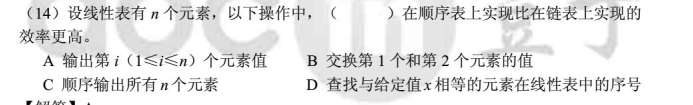 （14）设线性表有 n 个元素，以下操作中，（　　）在顺序表上实现比在链表上实现的
效率更高。
A 输出第 i（1≤i≤n）个元素值　　B 交换第 1 个和第 2 个元素的值
C 顺序输出所有 n 个元素　　D 查找与给定值 x 相等的元素在线性表中的序号